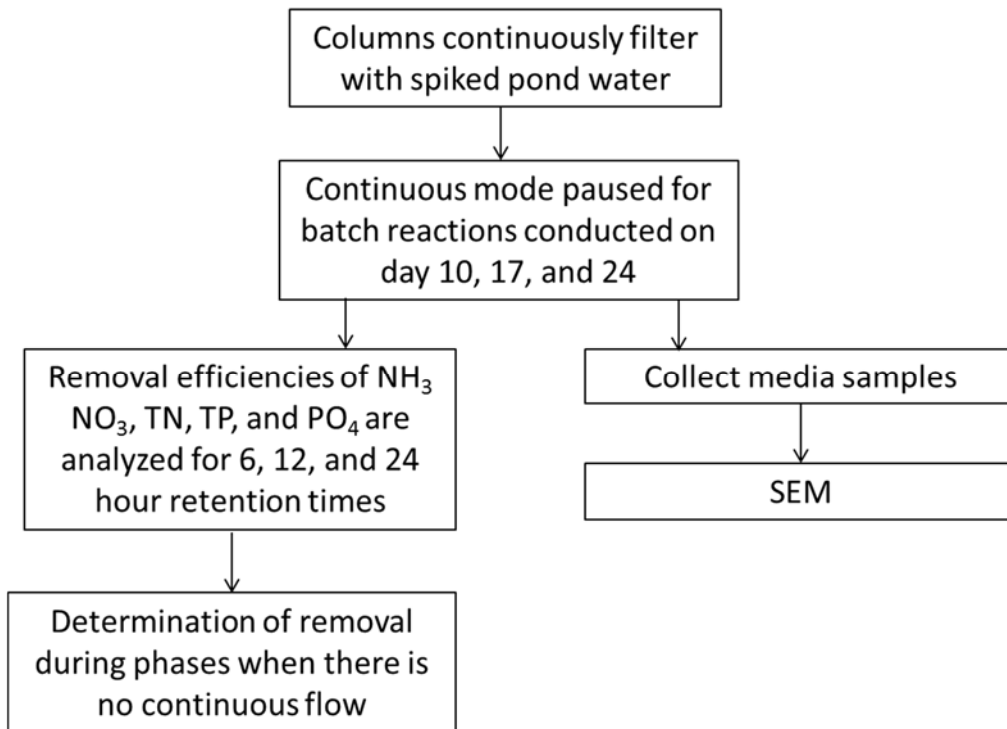 Columns continuously filter
with spiked pond water
Continuous mode paused for
batch reactions conducted on
day 10, 17, and 24
Removal efficiencies of NH₃
NO₃, TN, TP, and PO₄ are
analyzed for 6, 12, and 24
hour retention times
Collect media samples
SEM
Determination of removal
during phases when there is
no continuous flow